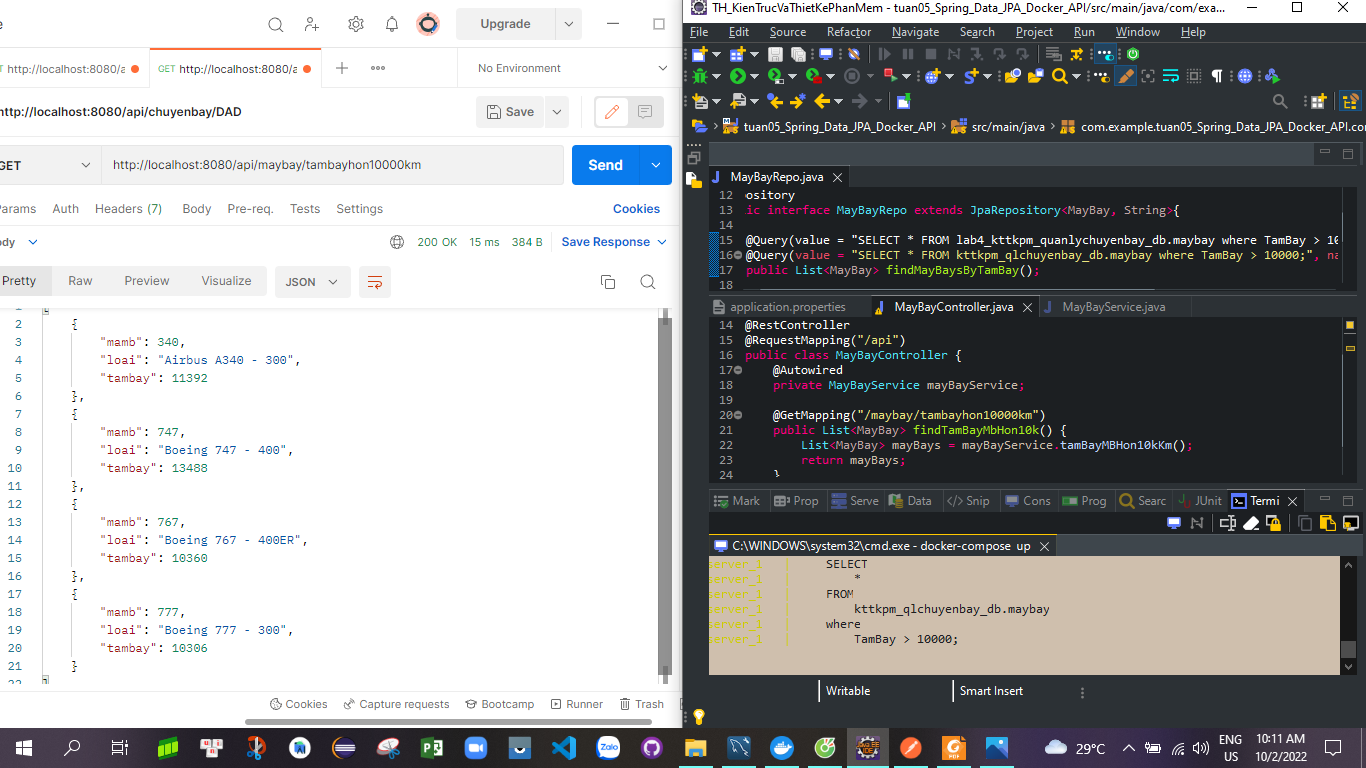 e
Upgrade
GET http://localhost:8080/a
GET http://localhost:8080/a
No Environment
http://localhost:8080/api/chuyenbay/DAD
Save
GET
http://localhost:8080/api/maybay/tambayhon10000km
Send
Params Auth Headers (7) Body Pre-req. Tests Settings Cookies
ody 200 OK 15 ms 384 B Save Response
Pretty Raw Preview Visualize JSON
1 [
2 {
3 "mamb": 340,
4 "loai": "Airbus A340 - 300",
5 "tambay": 11392
6 },
7 {
8 "mamb": 747,
9 "loai": "Boeing 747 - 400",
10 "tambay": 13488
11 },
12 {
13 "mamb": 767,
14 "loai": "Boeing 767 - 400ER",
15 "tambay": 10360
16 },
17 {
18 "mamb": 777,
19 "loai": "Boeing 777 - 300",
20 "tambay": 10306
21 }
22 ]
Cookies Capture requests Bootcamp Runner Trash
TH_KienTrucVaThietKePhanMem - tuan05_Spring_Data_JPA_Docker_API/src/main/java/com/exa...
File Edit Source Refactor Navigate Search Project Run Window Help
tuan05_Spring_Data_JPA_Docker_API src/main/java com.example.tuan05_Spring_Data_JPA_Docker_API.co
MayBayRepo.java
12 ository
13 ic interface MayBayRepo extends JpaRepository<MayBay, String>{
14
15 @Query(value = "SELECT * FROM lab4_kttkpm_quanlychuyenbay_db.maybay where TamBay > 10
16 @Query(value = "SELECT * FROM kttkpm_qlchuyenbay_db.maybay where TamBay > 10000;", na
17 public List<MayBay> findMayBaysByTamBay();
18
application.properties MayBayController.java MayBayService.java
14 @RestController
15 @RequestMapping("/api")
16 public class MayBayController {
17 @Autowired
18 private MayBayService mayBayService;
19
20 @GetMapping("/maybay/tambayhon10000km")
21 public List<MayBay> findTamBayMbHon10k() {
22 List<MayBay> mayBays = mayBayService.tamBayMBHon10kKm();
23 return mayBays;
24 }
Mark Prop Serve Data Snip Cons Prog Searc JUnit Termi
C:\WINDOWS\system32\cmd.exe - docker-compose up
server_1 | SELECT
server_1 | *
server_1 | FROM
server_1 | kttkpm_qlchuyenbay_db.maybay
server_1 | where
server_1 | TamBay > 10000;
Writable Smart Insert
29°C
ENG
US
10:11 AM
10/2/2022